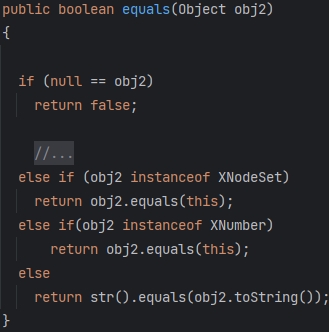 public boolean equals(Object obj2)
{
if (null == obj2)
return false;
//...
else if (obj2 instanceof XNodeSet)
return obj2.equals(this);
else if(obj2 instanceof XNumber)
return obj2.equals(this);
else
return str().equals(obj2.toString());
}